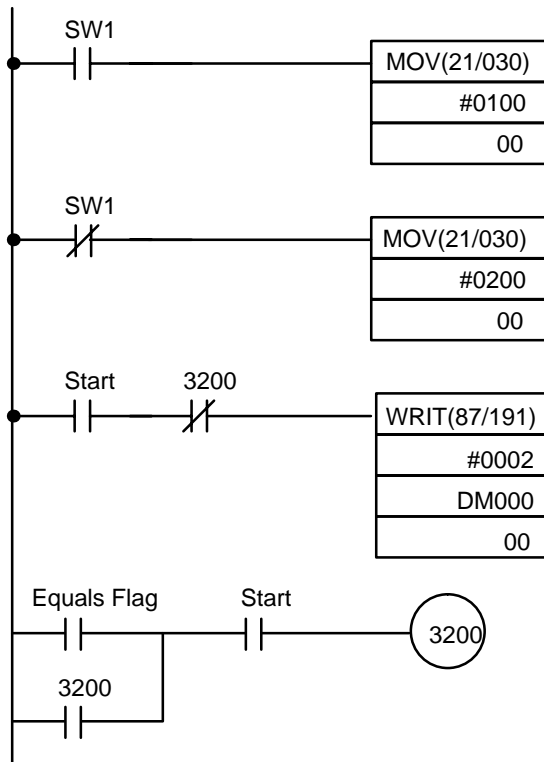 SW1
MOV(21/030)
#0100
00
SW1
MOV(21/030)
#0200
00
Start 3200
WRIT(87/191)
#0002
DM000
00
Equals Flag Start
3200
3200